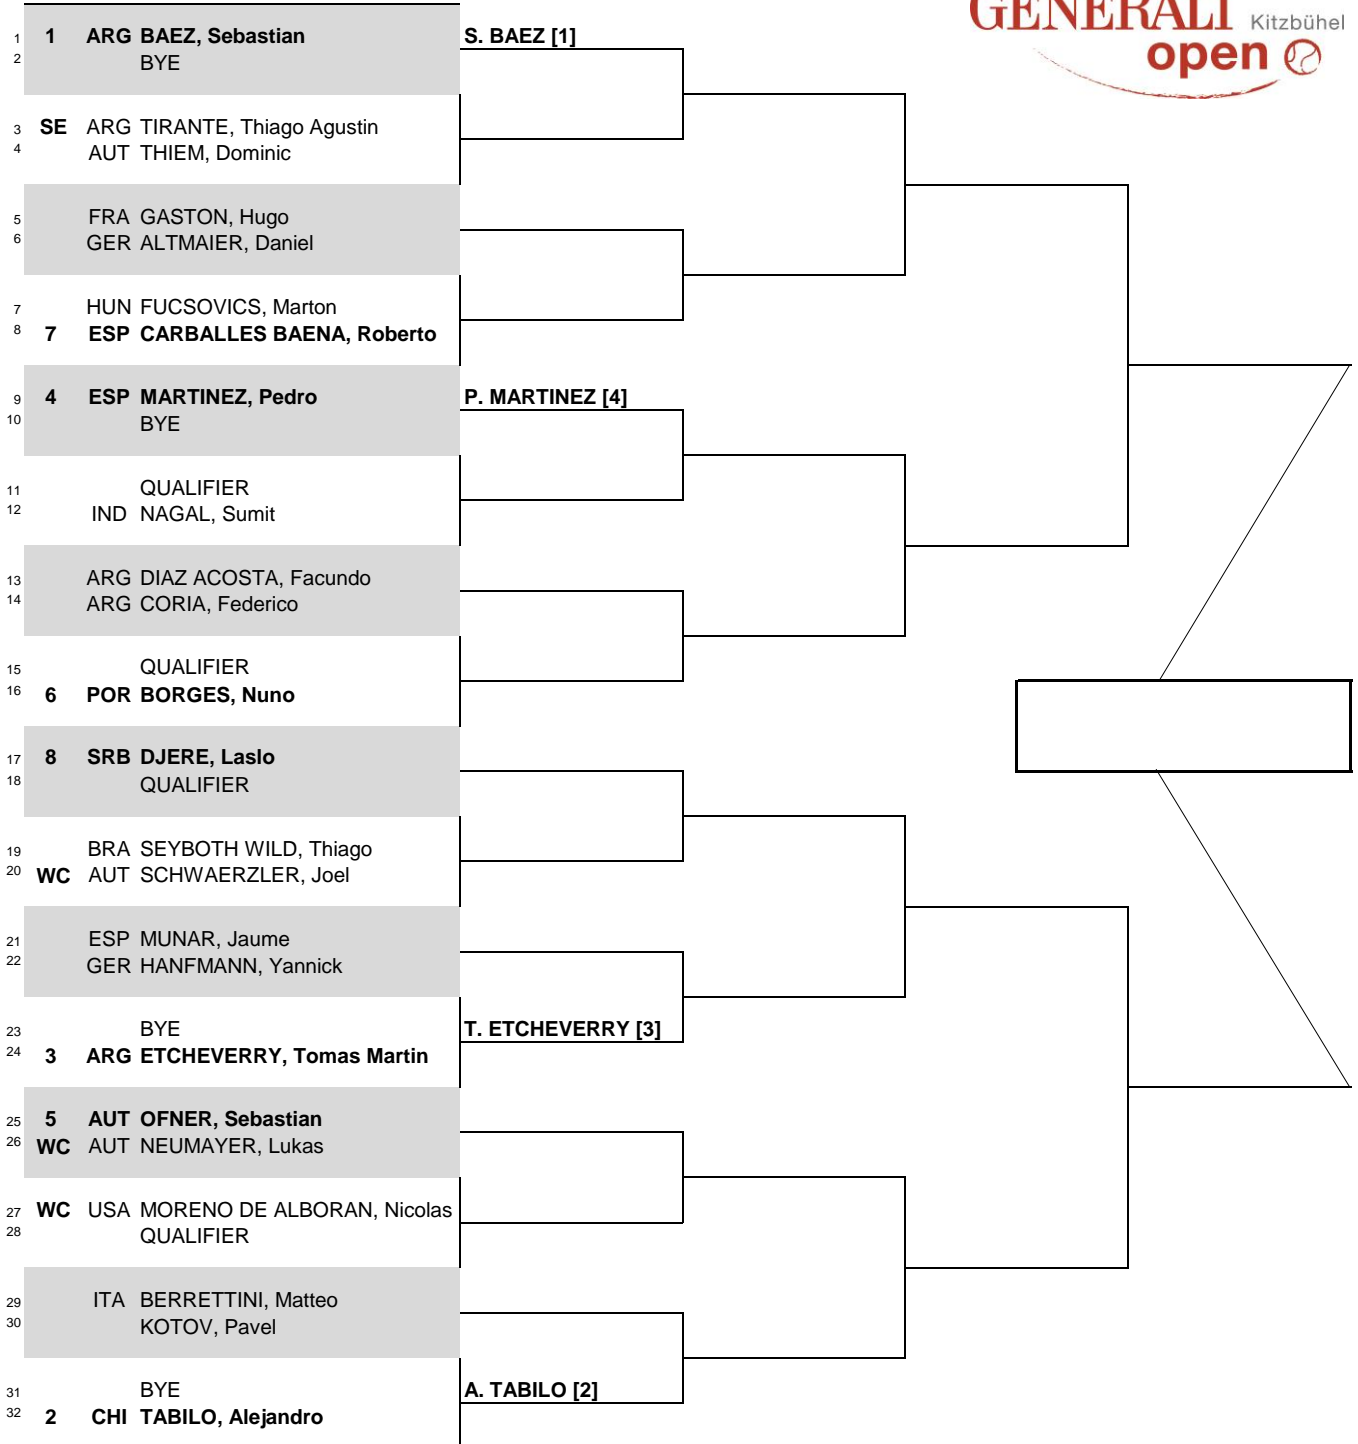 GENERALI Kitzbühel
open
1 1 ARG BAEZ, Sebastian S. BAEZ [1]
2 BYE
3 SE ARG TIRANTE, Thiago Agustin
4 AUT THIEM, Dominic
5 FRA GASTON, Hugo
6 GER ALTMAIER, Daniel
7 HUN FUCSOVICS, Marton
8 7 ESP CARBALLES BAENA, Roberto
9 4 ESP MARTINEZ, Pedro P. MARTINEZ [4]
10 BYE
11 QUALIFIER
12 IND NAGAL, Sumit
13 ARG DIAZ ACOSTA, Facundo
14 ARG CORIA, Federico
15 QUALIFIER
16 6 POR BORGES, Nuno
17 8 SRB DJERE, Laslo
18 QUALIFIER
19 BRA SEYBOTH WILD, Thiago
20 WC AUT SCHWAERZLER, Joel
21 ESP MUNAR, Jaume
22 GER HANFMANN, Yannick
23 BYE T. ETCHEVERRY [3]
24 3 ARG ETCHEVERRY, Tomas Martin
25 5 AUT OFNER, Sebastian
26 WC AUT NEUMAYER, Lukas
27 WC USA MORENO DE ALBORAN, Nicolas
28 QUALIFIER
29 ITA BERRETTINI, Matteo
30 KOTOV, Pavel
31 BYE A. TABILO [2]
32 2 CHI TABILO, Alejandro